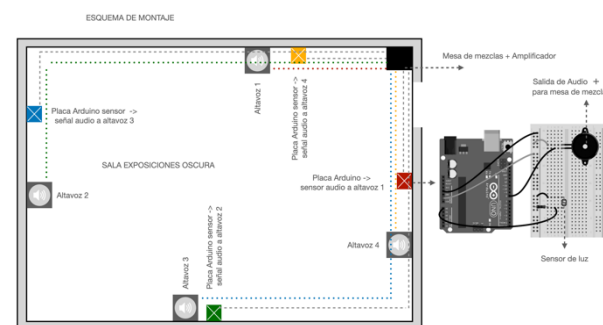 ESQUEMA DE MONTAJE
Mesa de mezclas + Amplificador
Salida de Audio +
para mesa de mezcl
Altavoz 1
Placa Arduino sensor ->
señal audio a altavoz 4
Placa Arduino sensor ->
señal audio a altavoz 3
SALA EXPOSICIONES OSCURA
Placa Arduino ->
sensor audio a altavoz 1
Altavoz 2
Placa Arduino sensor ->
señal audio a altavoz 2
Altavoz 3
Altavoz 4
Sensor de luz